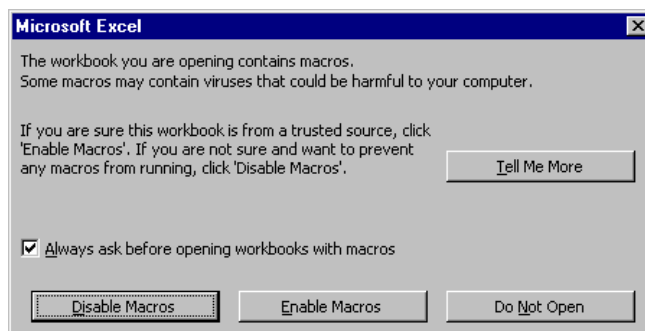 Microsoft Excel
The workbook you are opening contains macros.
Some macros may contain viruses that could be harmful to your computer.
If you are sure this workbook is from a trusted source, click
'Enable Macros'. If you are not sure and want to prevent
any macros from running, click 'Disable Macros'.
Tell Me More
Always ask before opening workbooks with macros
Disable Macros
Enable Macros
Do Not Open